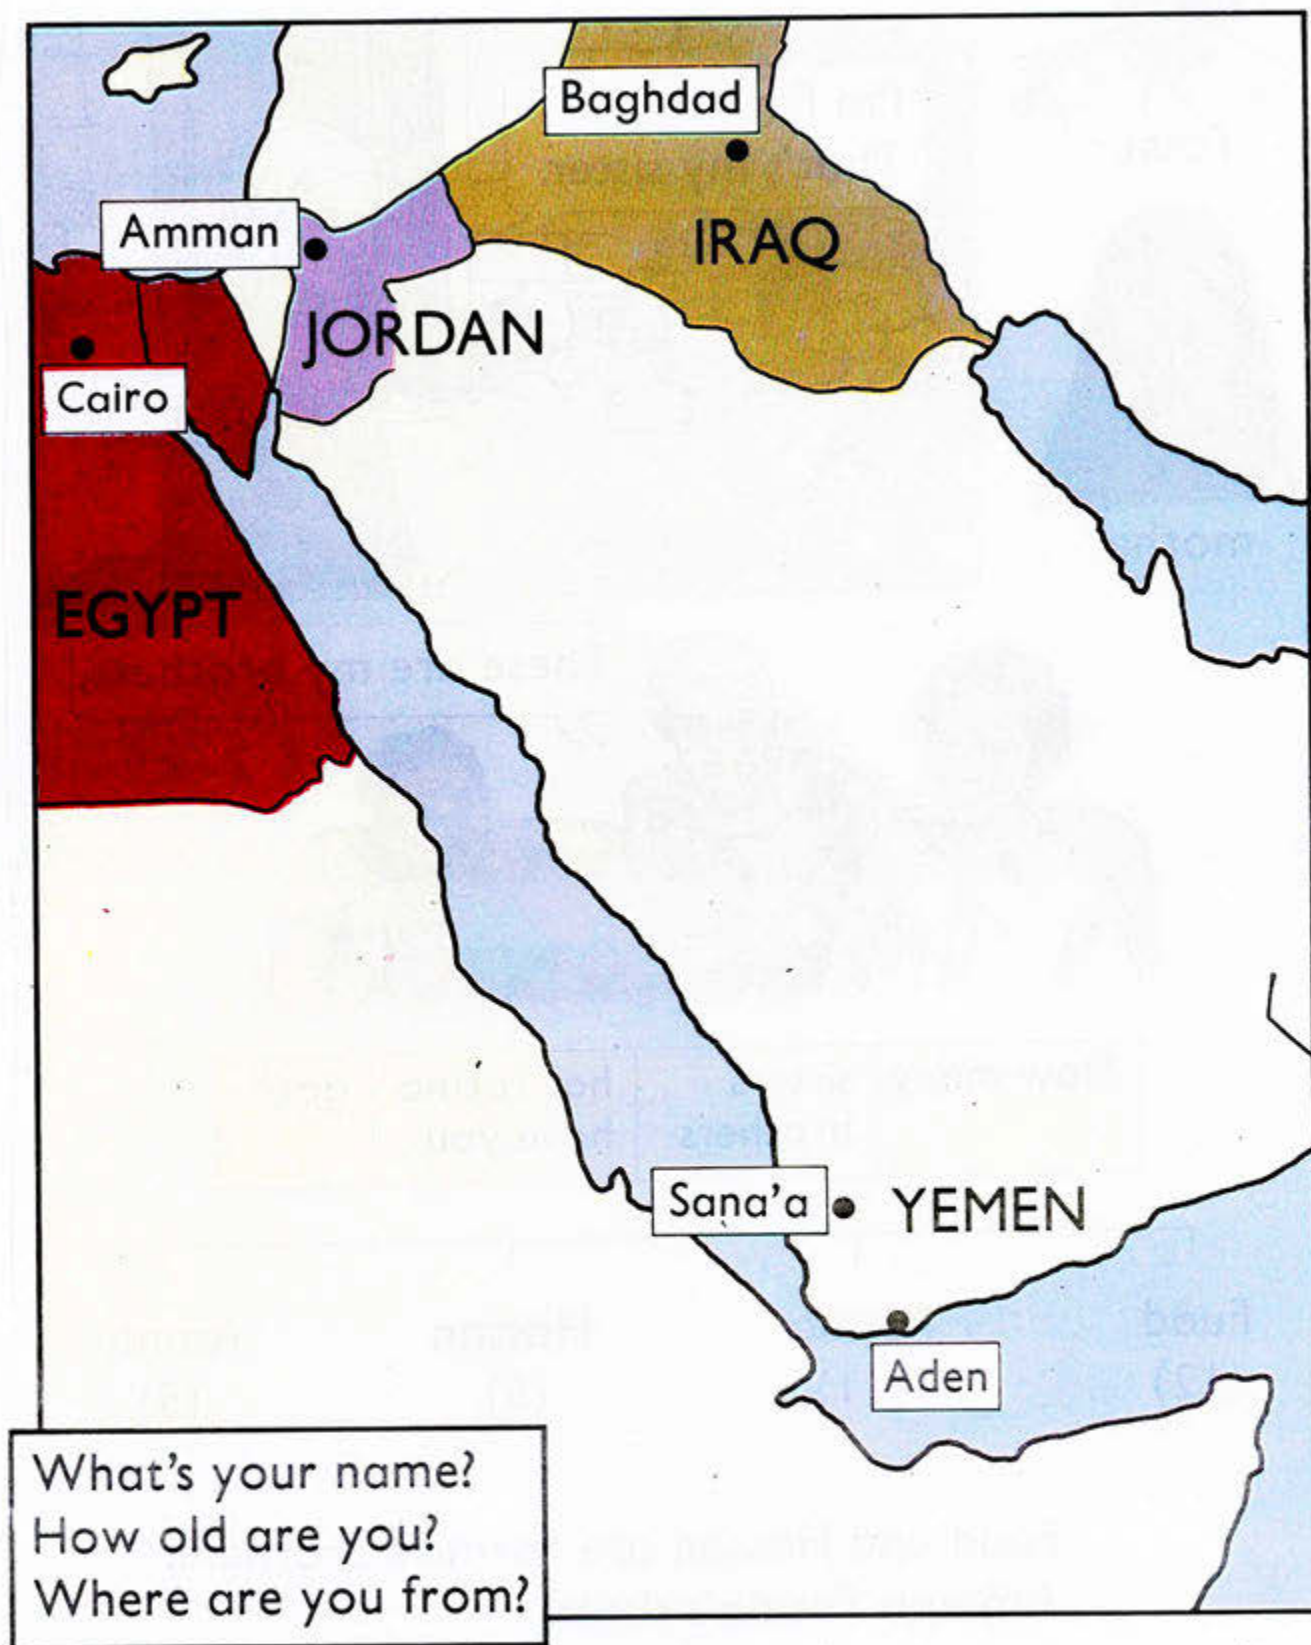 Baghdad
Amman
IRAQ
JORDAN
Cairo
EGYPT
Sana'a
YEMEN
Aden
What's your name?
How old are you?
Where are you from?